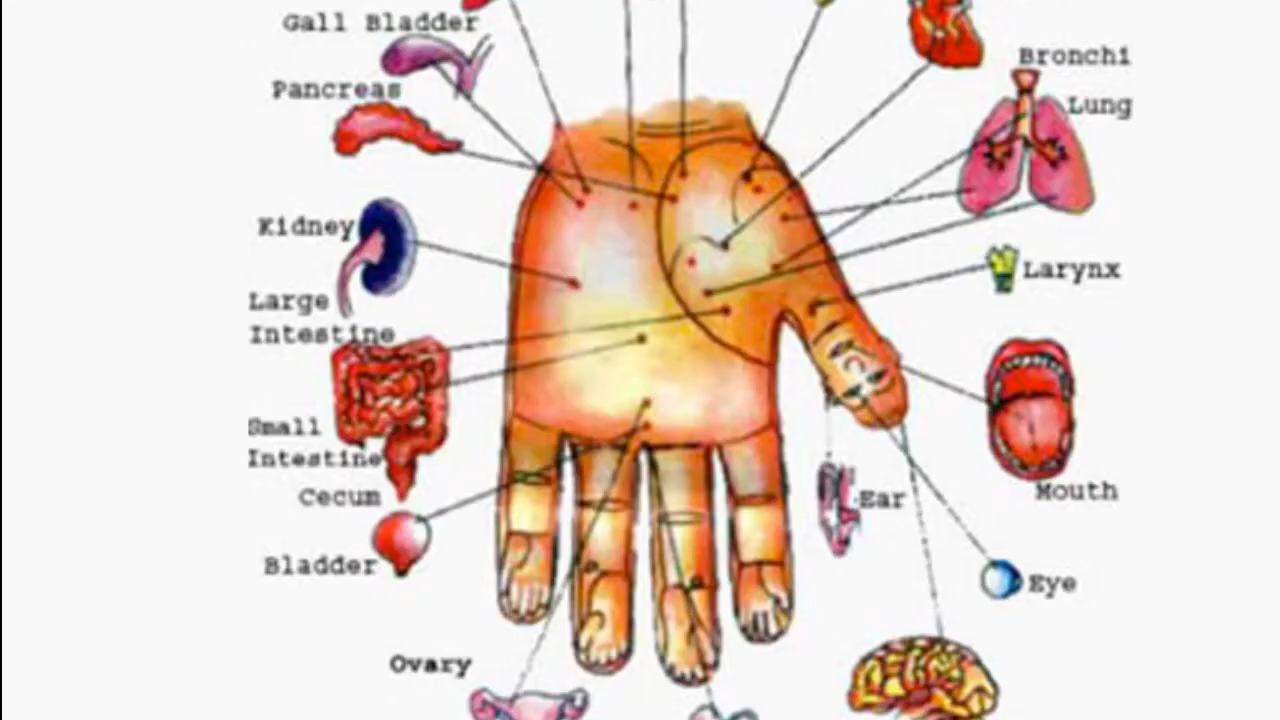 Gall Bladder
Pancreas
Kidney
Large
Intestine
Small
Intestine
Cecum
Bladder
Ovary
Bronchi
Lung
Larynx
Mouth
Ear
Eye